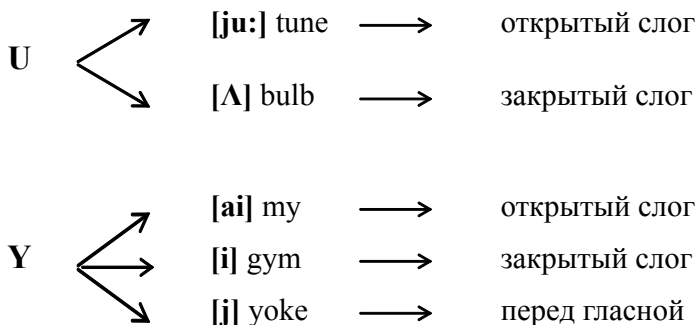 [ju:] tune открытый слог
U
[Λ] bulb закрытый слог
[ai] my открытый слог
Y [i] gym закрытый слог
[j] yoke перед гласной